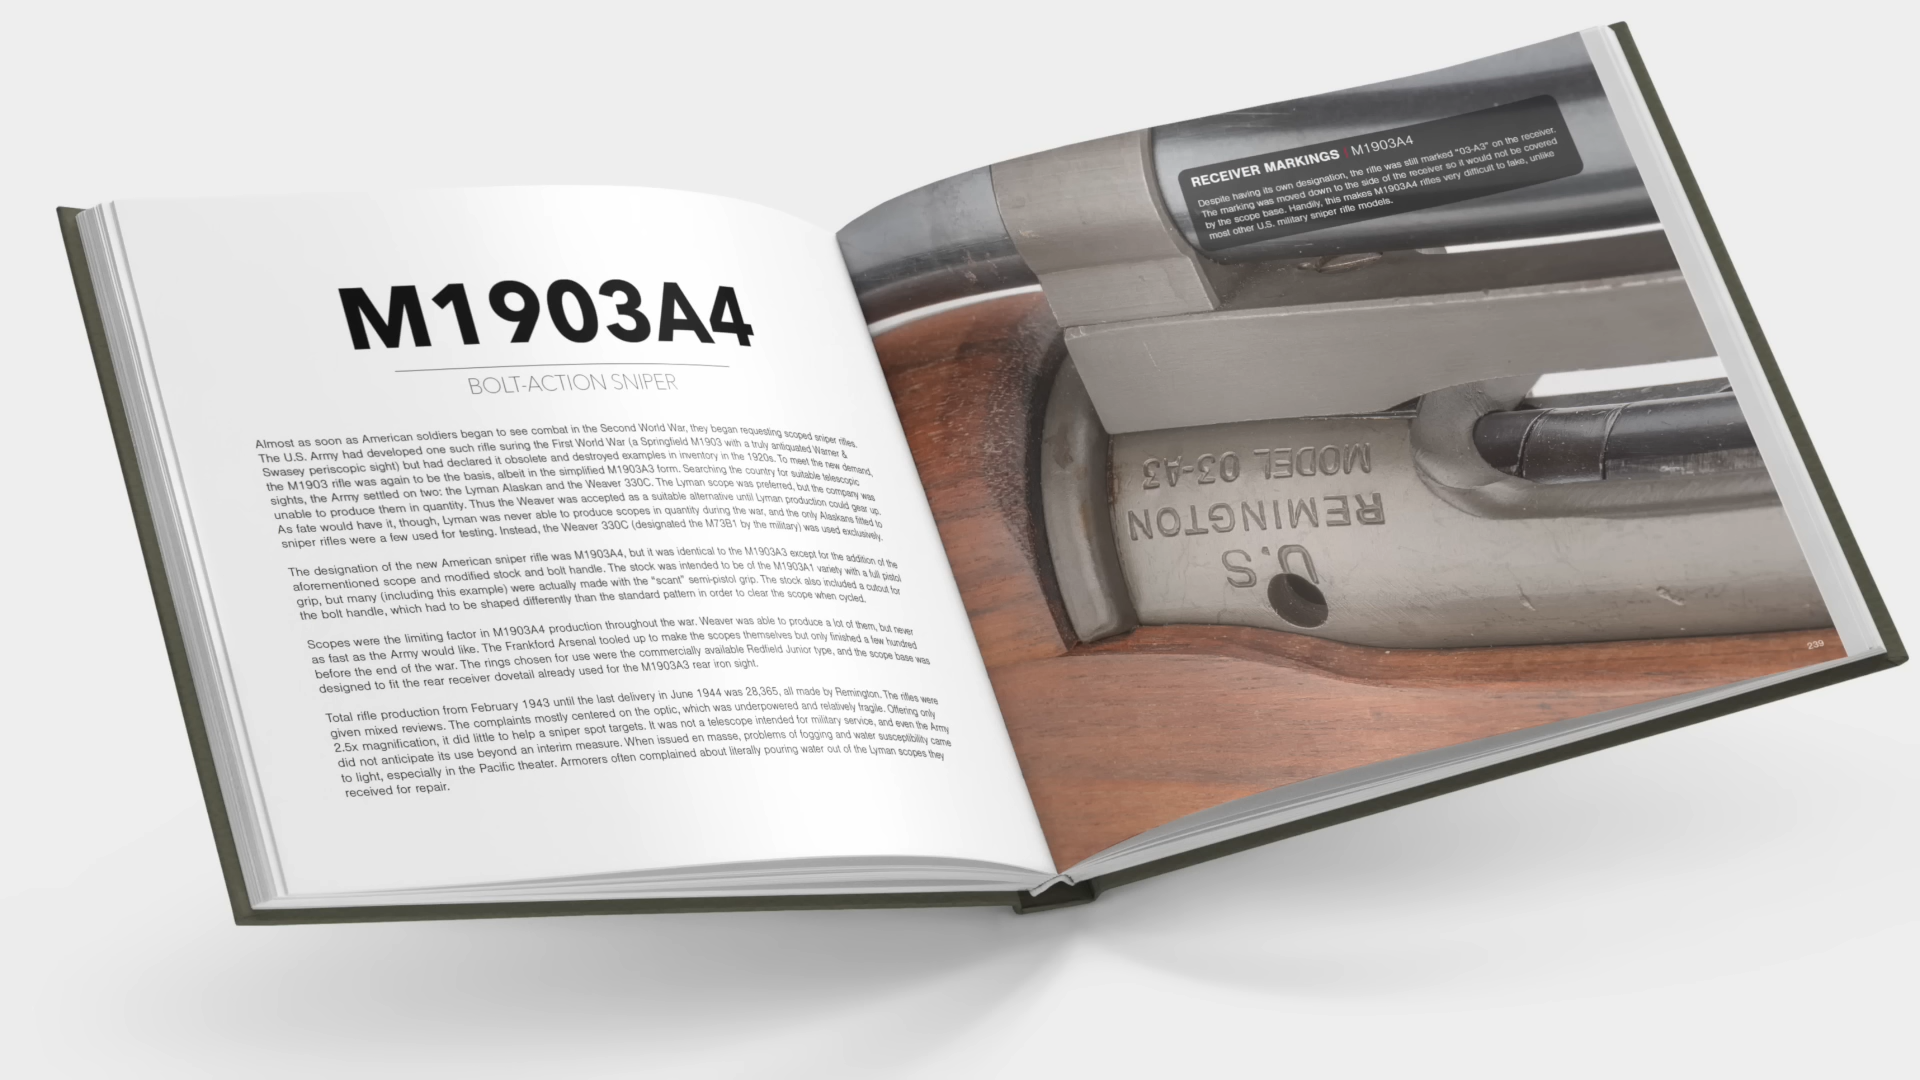 M1903A4
BOLT-ACTION SNIPER
Almost as soon as American soldiers began to see combat in the Second World War, they began requesting scoped sniper rifles.
The U.S. Army had developed one such rifle suring the First World War (a Springfield M1903 with a truly antiquated Warner &
Swasey periscopic sight) but had declared it obsolete and destroyed examples in inventory in the 1920s. To meet the new demand,
the M1903 rifle was again to be the basis, albeit in the simplified M1903A3 form. Searching the country for suitable telescopic
sights, the Army settled on two: the Lyman Alaskan and the Weaver 330C. The Lyman scope was preferred, but the company was
unable to produce them in quantity. Thus the Weaver was accepted as a suitable alternative until Lyman production could gear up.
As fate would have it, though, Lyman was never able to produce scopes in quantity during the war, and the only Alaskans fitted to
sniper rifles were a few used for testing. Instead, the Weaver 330C (designated the M73B1 by the military) was used exclusively.
The designation of the new American sniper rifle was M1903A4, but it was identical to the M1903A3 except for the addition of the
aforementioned scope and modified stock and bolt handle. The stock was intended to be of the M1903A1 variety with a full pistol
grip, but many (including this example) were actually made with the "scant" semi-pistol grip. The stock also included a cutout for
the bolt handle, which had to be shaped differently than the standard pattern in order to clear the scope when cycled.
Scopes were the limiting factor in M1903A4 production throughout the war. Weaver was able to produce a lot of them, but never
as fast as the Army would like. The Frankford Arsenal tooled up to make the scopes themselves but only finished a few hundred
before the end of the war. The rings chosen for use were the commercially available Redfield Junior type, and the scope base was
designed to fit the rear receiver dovetail already used for the M1903A3 rear iron sight.
Total rifle production from February 1943 until the last delivery in June 1944 was 28,365, all made by Remington. The rifles were
given mixed reviews. The complaints mostly centered on the optic, which was underpowered and relatively fragile. Offering only
2.5x magnification, it did little to help a sniper spot targets. It was not a telescope intended for military service, and even the Army
did not anticipate its use beyond an interim measure. When issued en masse, problems of fogging and water susceptibility came
to light, especially in the Pacific theater. Armorers often complained about literally pouring water out of the Lyman scopes they
received for repair.
RECEIVER MARKINGS | M1903A4
Despite having its own designation, the rifle was still marked "03-A3" on the receiver.
The marking was moved down to the side of the receiver so it would not be covered
by the scope base. Handily, this makes M1903A4 rifles very difficult to fake, unlike
most other U.S. military sniper rifle models.
U.S
REMINGTON
MODEL 03-A3
239